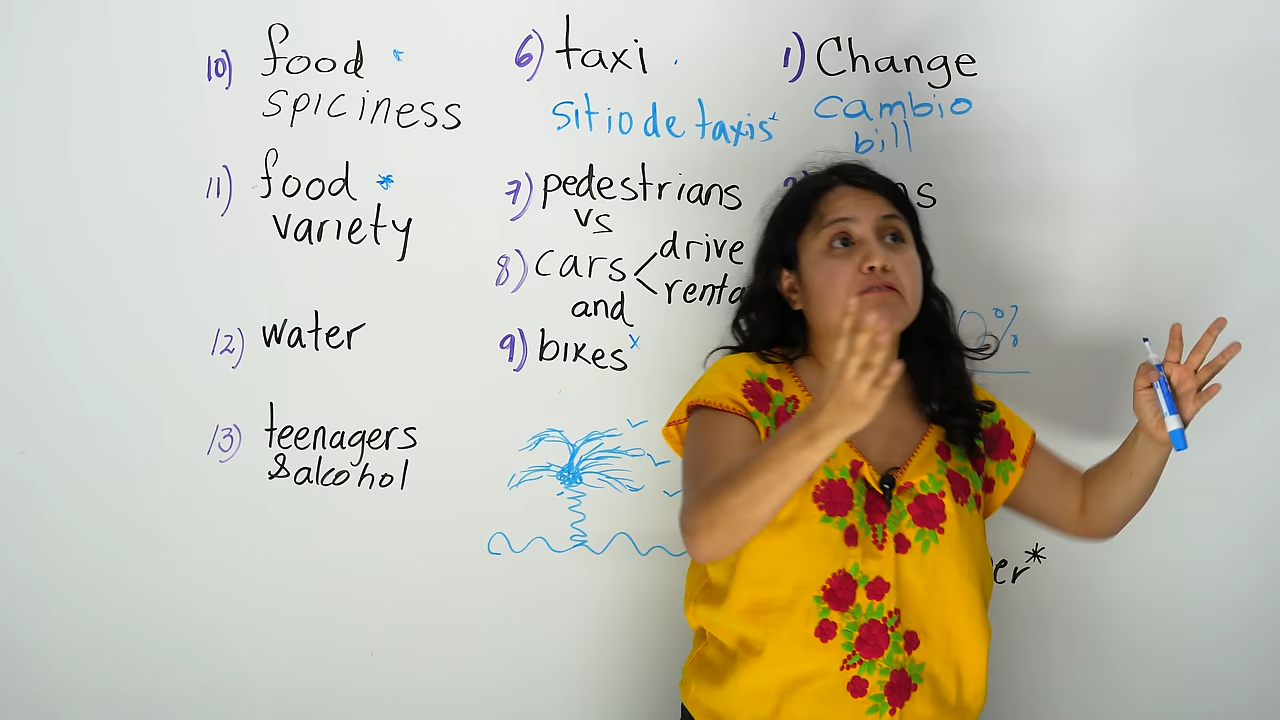 10) food
spiciness
11) food *
variety
12) water
13) teenagers
& alcohol
6) taxi
sitio de taxis
7) pedestrians
vs
8) cars < drive
and
9) bikes x
1) Change
cambio
bill
%